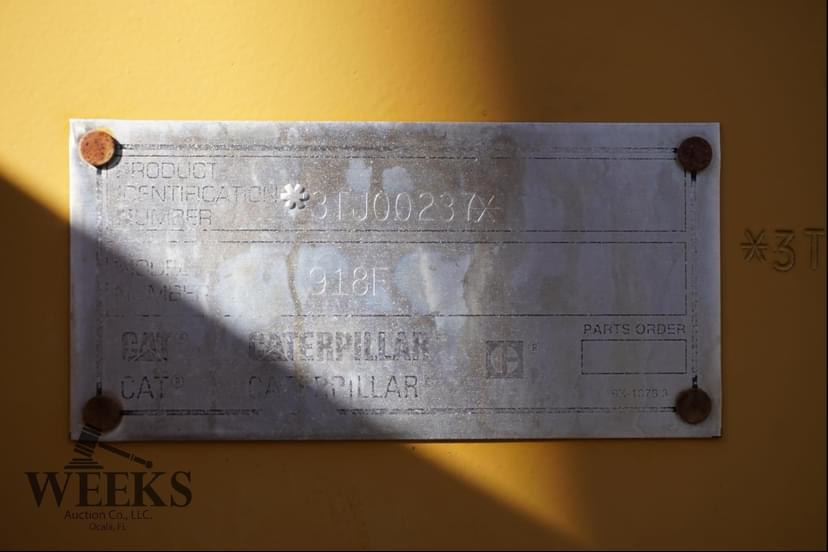 PRODUCT
IDENTIFICATION
NUMBER
*3TJ00237*
MODEL
NUMBER
918F
CAT® CATERPILLAR
CAT® CATERPILLAR
®
PARTS ORDER
*3T
WEEKS
Auction Co., LLC.
Ocala, FL